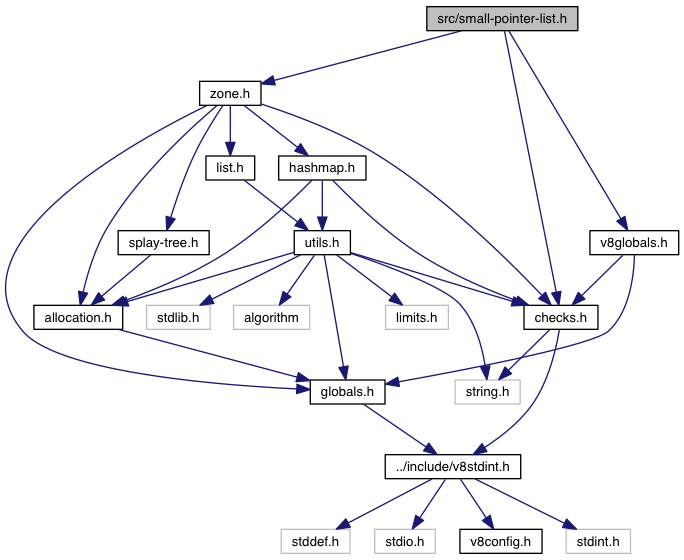 src/small-pointer-list.h
zone.h
list.h
hashmap.h
splay-tree.h
utils.h
v8globals.h
allocation.h
stdlib.h
algorithm
limits.h
checks.h
globals.h
string.h
../include/v8stdint.h
stddef.h
stdio.h
v8config.h
stdint.h